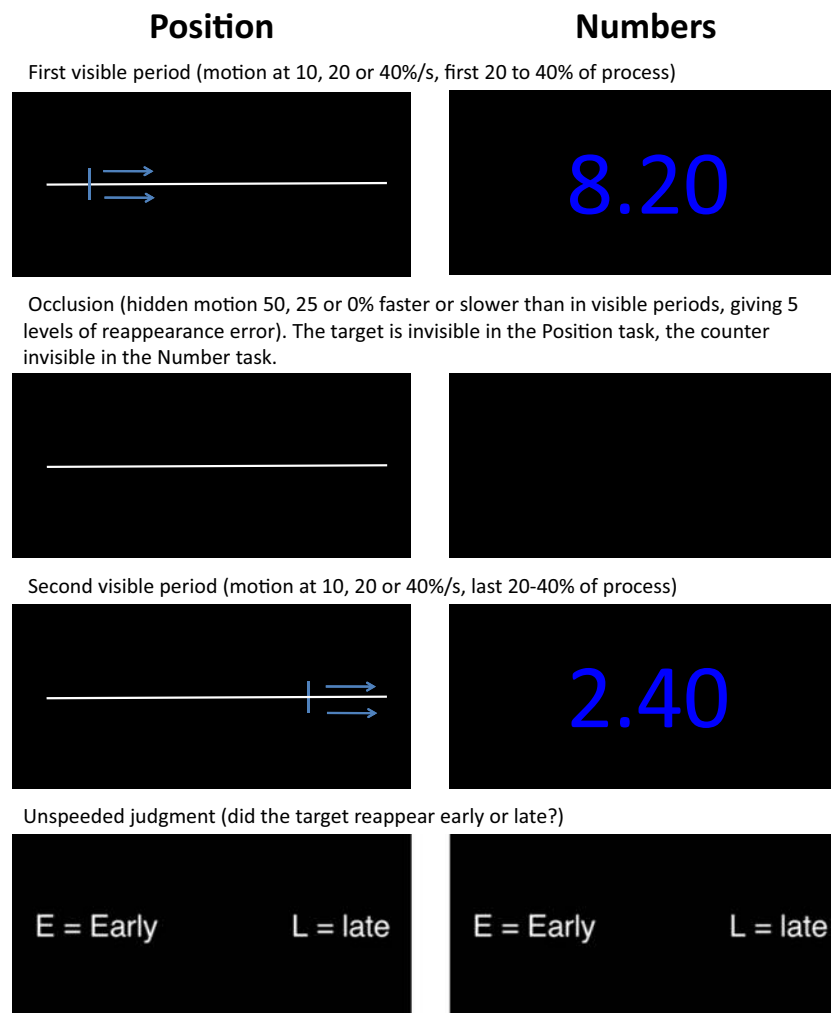 Position Numbers
First visible period (motion at 10, 20 or 40%/s, first 20 to 40% of process)
8.20
Occlusion (hidden motion 50, 25 or 0% faster or slower than in visible periods, giving 5
levels of reappearance error). The target is invisible in the Position task, the counter
invisible in the Number task.
Second visible period (motion at 10, 20 or 40%/s, last 20-40% of process)
2.40
Unspeeded judgment (did the target reappear early or late?)
E = Early L = late E = Early L = late